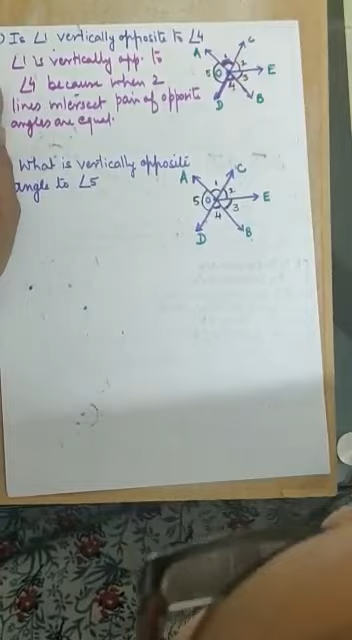 ) Is ∠1 vertically opposite to ∠4
∠1 is vertically opp. to
∠4 because when 2
lines intersect pair of opposite
angles are equal.
A C
1 2
5 O E
3
4
D B
What is vertically opposite
angle to ∠5
A C
1 2
5 O E
3
4
D B